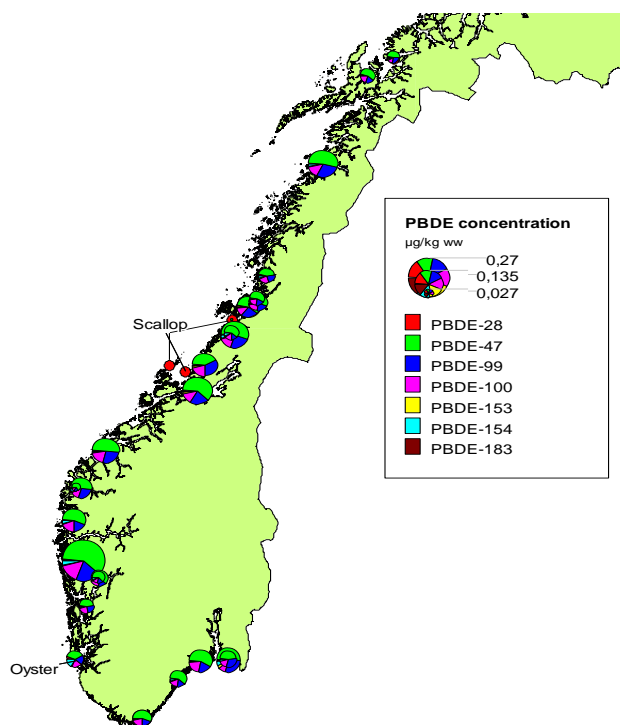 PBDE concentration
µg/kg ww
0,27
0,135
0,027
PBDE-28
PBDE-47
PBDE-99
PBDE-100
PBDE-153
PBDE-154
PBDE-183
Scallop
Oyster